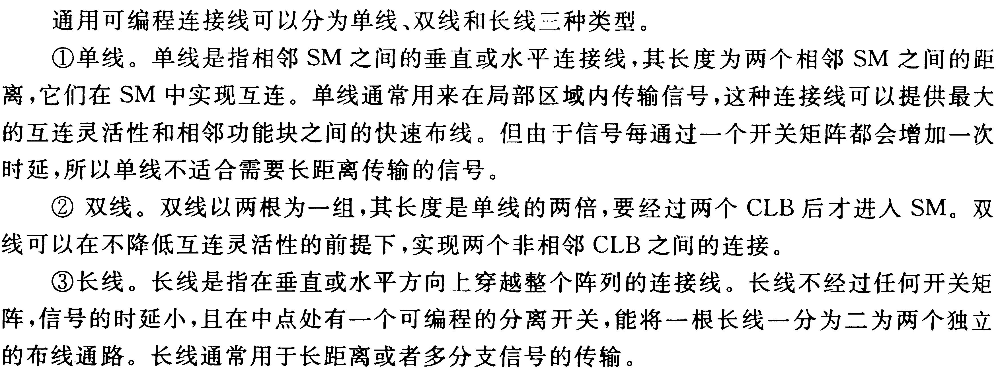 通用可编程连接线可以分为单线、双线和长线三种类型。
①单线。单线是指相邻 SM 之间的垂直或水平连接线,其长度为两个相邻 SM 之间的距
离,它们在 SM 中实现互连。单线通常用来在局部区域内传输信号,这种连接线可以提供最大
的互连灵活性和相邻功能块之间的快速布线。但由于信号每通过一个开关矩阵都会增加一次
时延,所以单线不适合需要长距离传输的信号。
② 双线。双线以两根为一组,其长度是单线的两倍,要经过两个 CLB 后才进入 SM。双
线可以在不降低互连灵活性的前提下,实现两个非相邻 CLB 之间的连接。
③长线。长线是指在垂直或水平方向上穿越整个阵列的连接线。长线不经过任何开关矩
阵,信号的时延小,且在中点处有一个可编程的分离开关,能将一根长线一分为二为两个独立
的布线通路。长线通常用于长距离或者多分支信号的传输。